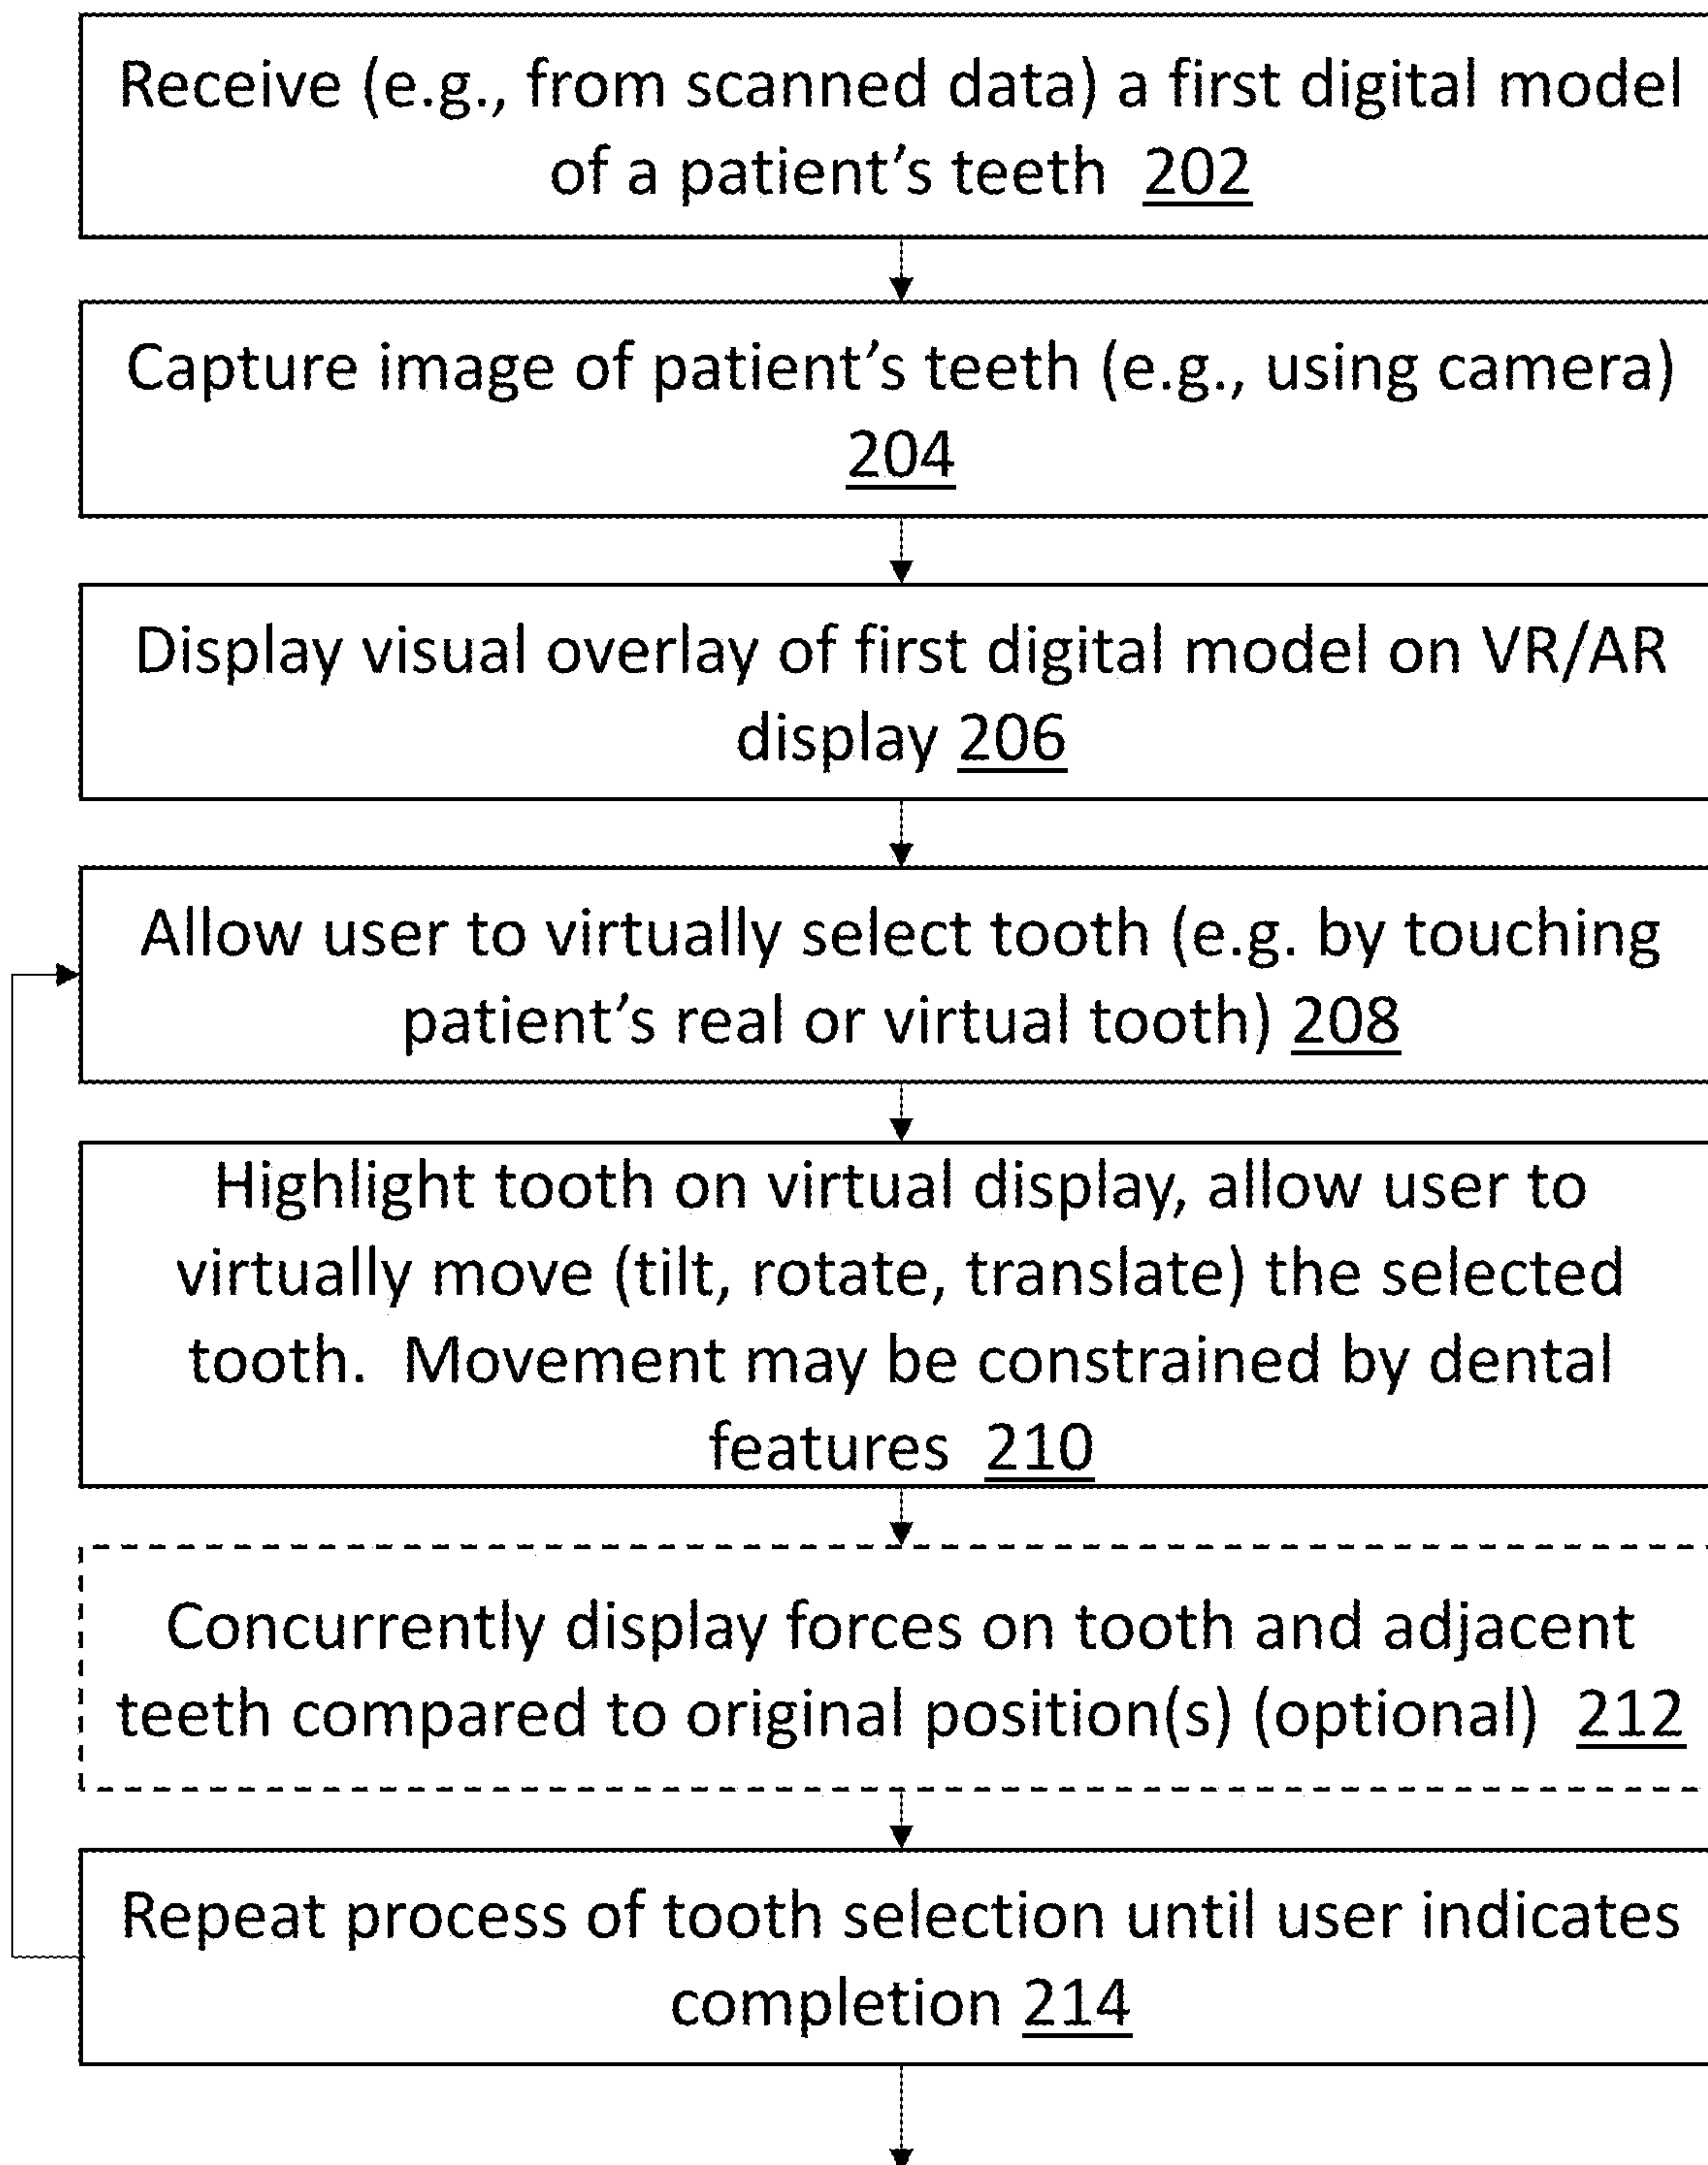 Receive (e.g., from scanned data) a first digital model
of a patient’s teeth 202
Capture image of patient’s teeth (e.g., using camera)
204
Display visual overlay of first digital model on VR/AR
display 206
Allow user to virtually select tooth (e.g. by touching
patient’s real or virtual tooth) 208
Highlight tooth on virtual display, allow user to
virtually move (tilt, rotate, translate) the selected
tooth. Movement may be constrained by dental
features 210
Concurrently display forces on tooth and adjacent
teeth compared to original position(s) (optional) 212
Repeat process of tooth selection until user indicates
completion 214